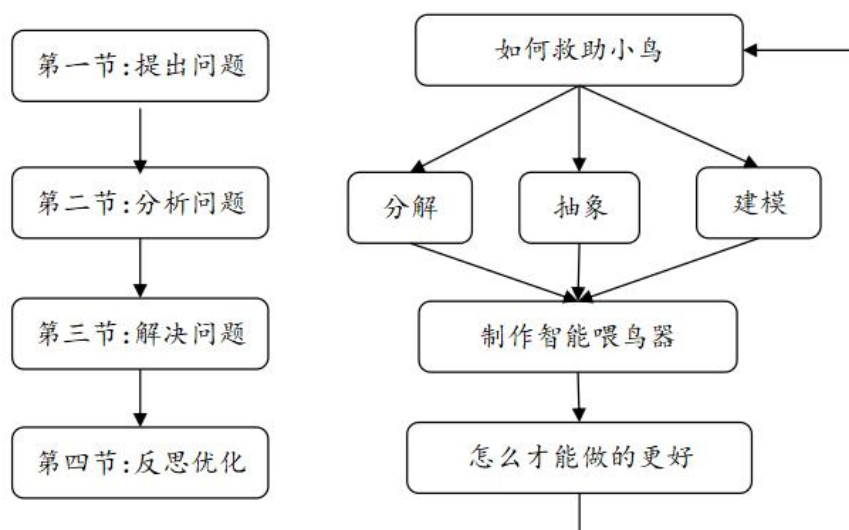 第一节:提出问题
如何救助小鸟
第二节:分析问题
分解
抽象
建模
第三节:解决问题
制作智能喂鸟器
第四节:反思优化
怎么才能做的更好